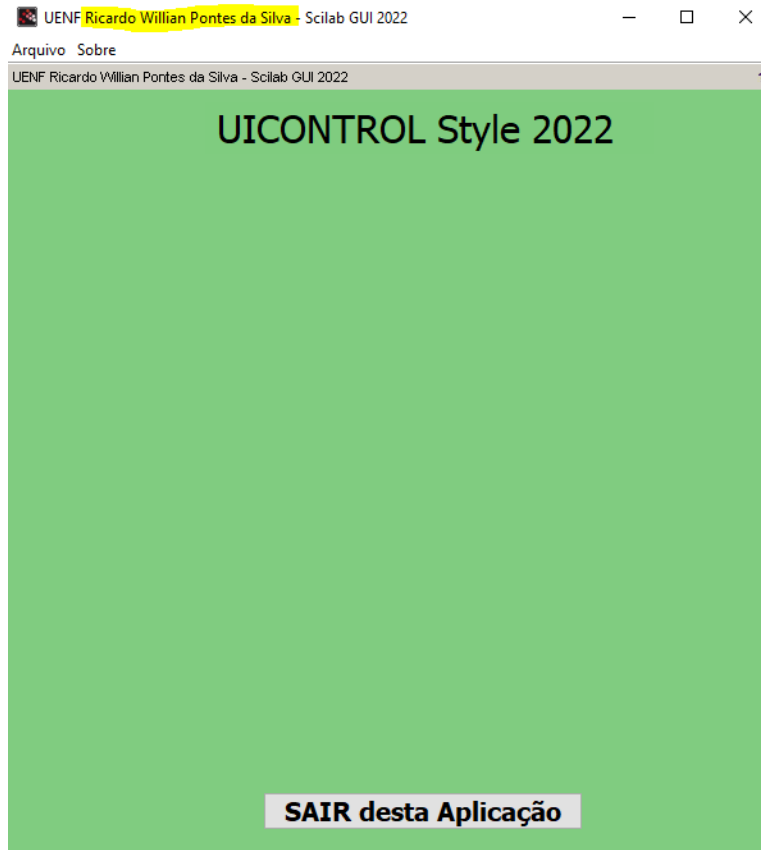 UENF Ricardo Willian Pontes da Silva - Scilab GUI 2022
Arquivo Sobre
UENF Ricardo Willian Pontes da Silva - Scilab GUI 2022
UICONTROL Style 2022
SAIR desta Aplicação